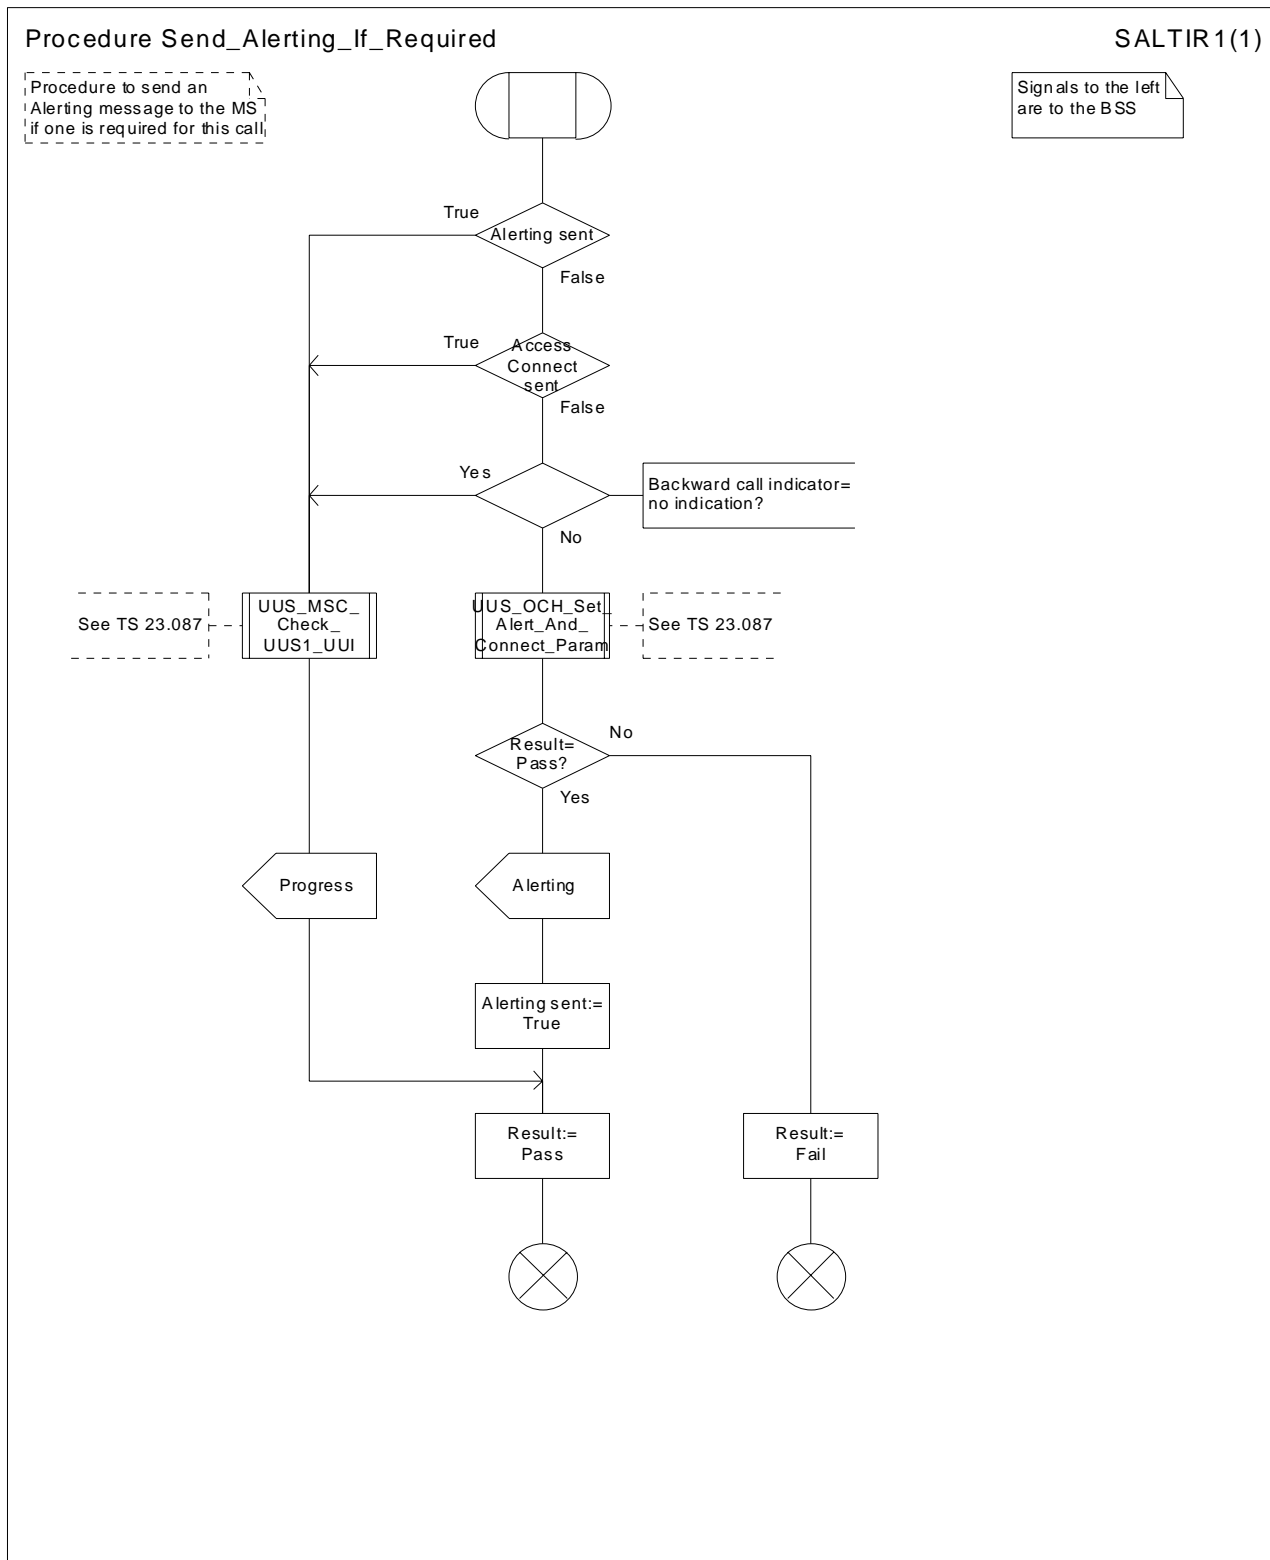 Procedure Send_Alerting_If_Required
SALTIR1(1)
Procedure to send an
Alerting message to the MS
if one is required for this call
Signals to the left
are to the BSS
True
Alerting sent
False
True
Access
Connect
sent
False
Yes
Backward call indicator=
no indication?
No
See TS 23.087
UUS_MSC_
Check_
UUS1_UUI
UUS_OCH_Set_
Alert_And_
Connect_Param
See TS 23.087
Result=
Pass?
No
Yes
Progress
Alerting
Alerting sent:=
True
Result:=
Pass
Result:=
Fail